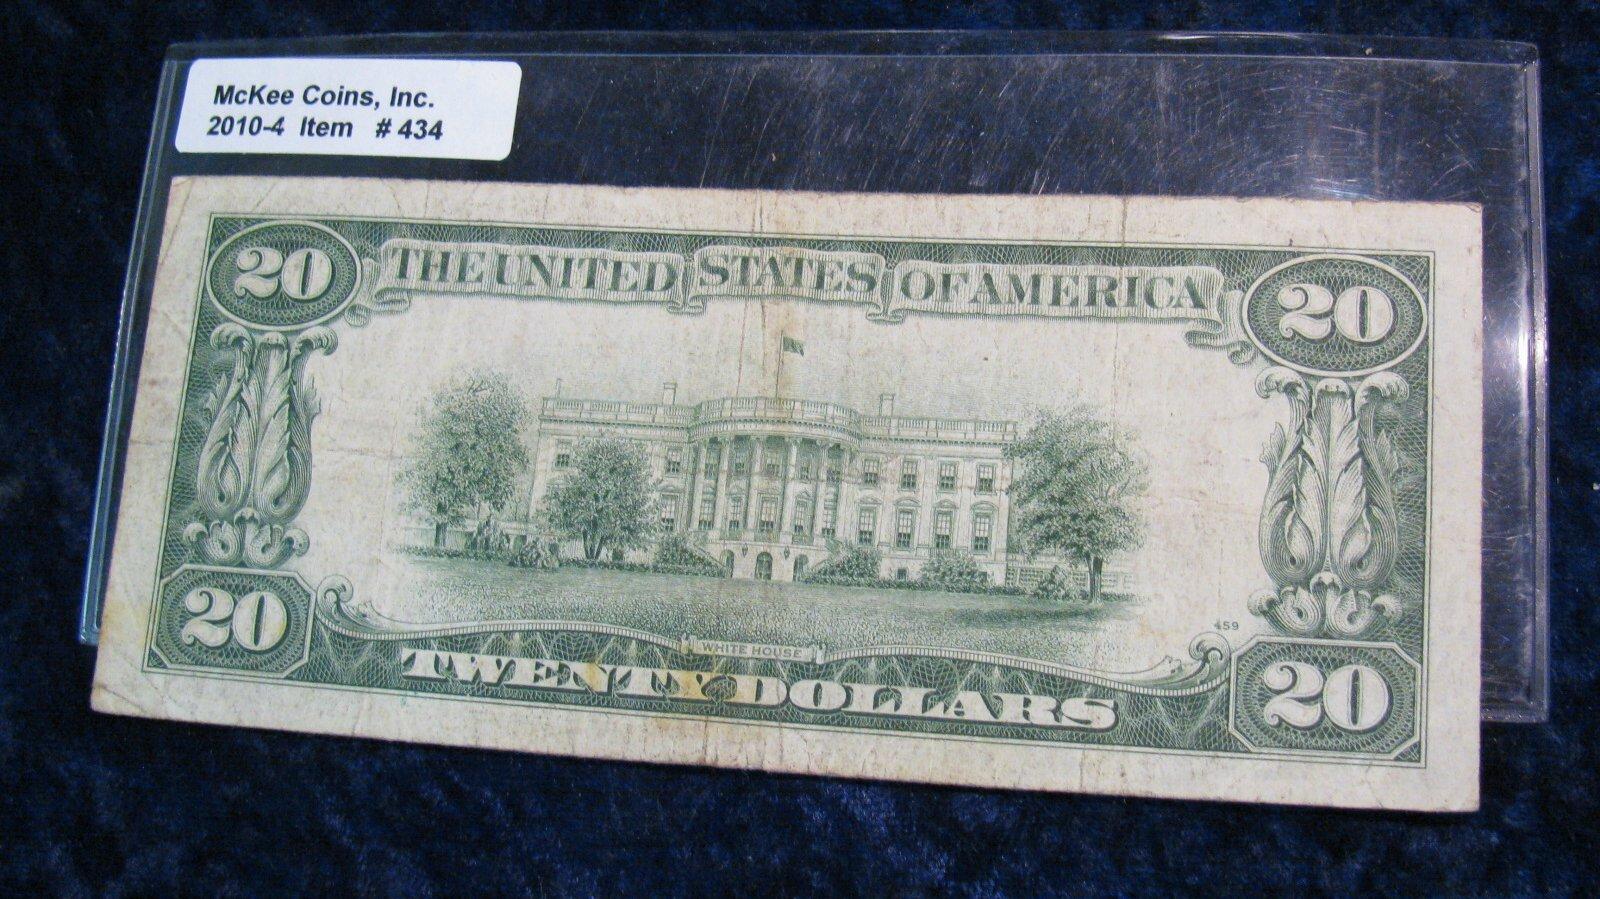 McKee Coins, Inc.
2010-4 Item # 434
20 THE UNITED STATES OF AMERICA 20
459
WHITE HOUSE
20 TWENTY DOLLARS 20